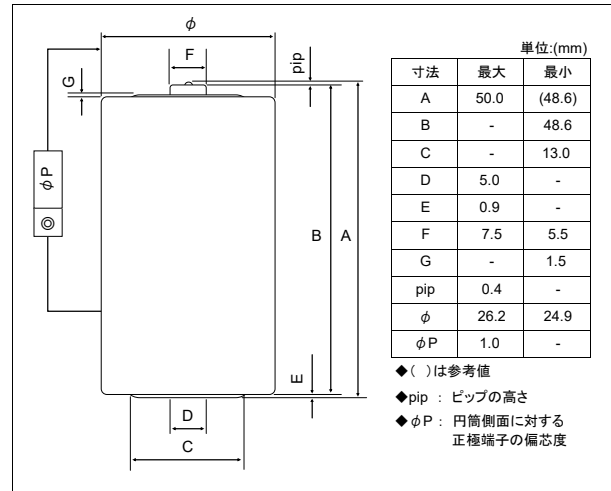 φ
F
pip
G
φP
◎
B
A
E
D
C
単位:(mm)
寸法 最大 最小
A 50.0 (48.6)
B - 48.6
C - 13.0
D 5.0 -
E 0.9 -
F 7.5 5.5
G - 1.5
pip 0.4 -
φ 26.2 24.9
φP 1.0 -
◆( )は参考値
◆pip : ピップの高さ
◆φP : 円筒側面に対する
正極端子の偏芯度